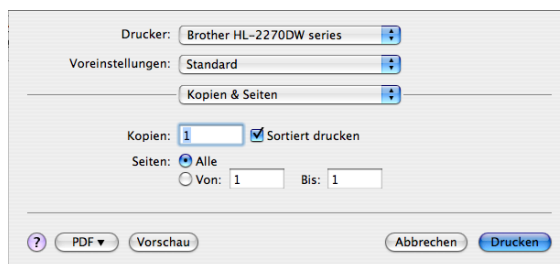 Drucker: Brother HL-2270DW series
Voreinstellungen: Standard
Kopien & Seiten
Kopien: 1 Sortiert drucken
Seiten: Alle
Von: 1 Bis: 1
? PDF ▼ Vorschau Abbrechen Drucken